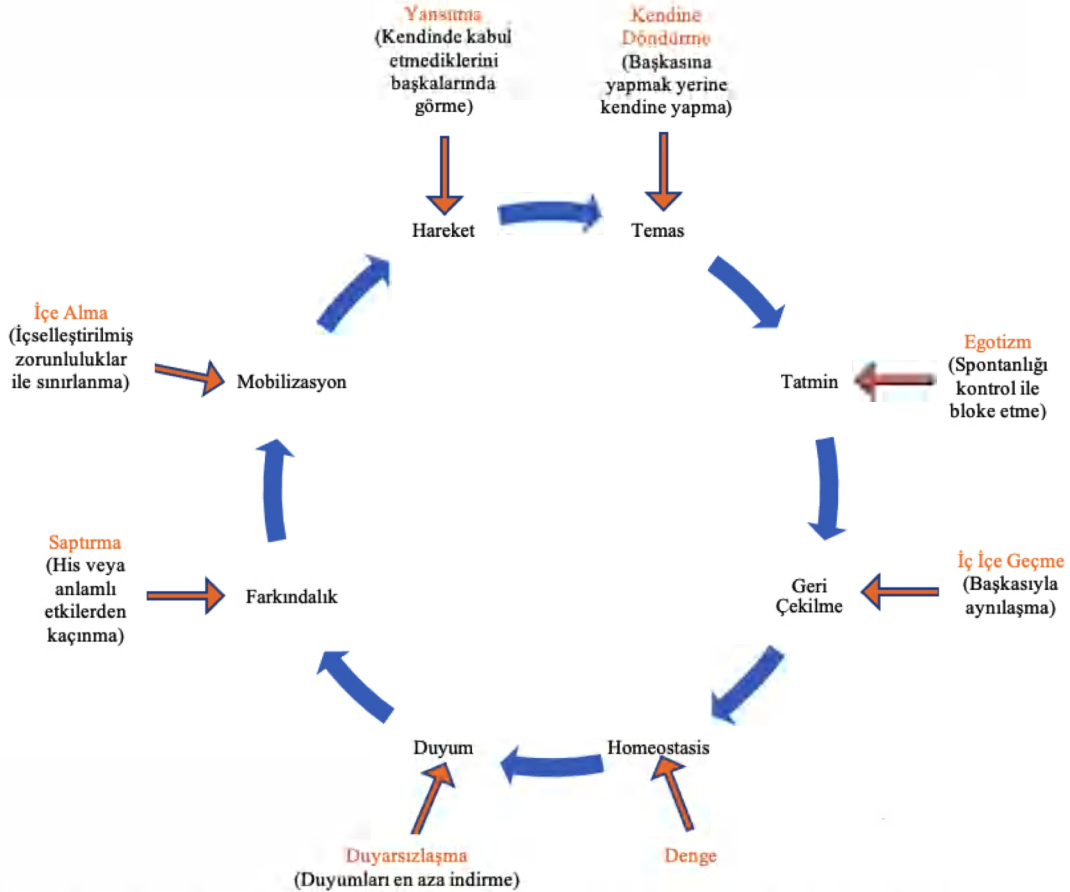 Yansıtma
(Kendinde kabul
etmediklerini
başkalarında
görme)
Kendine
Döndürme
(Başkasına
yapmak yerine
kendine yapma)
Hareket
Temas
İçe Alma
(İçselleştirilmiş
zorunluluklar
ile sınırlanma)
Mobilizasyon
Tatmin
Egotizm
(Spontanlığı
kontrol ile
bloke etme)
Saptırma
(His veya
anlamlı
etkilerden
kaçınma)
Farkındalık
Geri
Çekilme
İç İçe Geçme
(Başkasıyla
aynılaşma)
Duyum
Homeostasis
Duyarsızlaşma
(Duyumları en aza indirme)
Denge